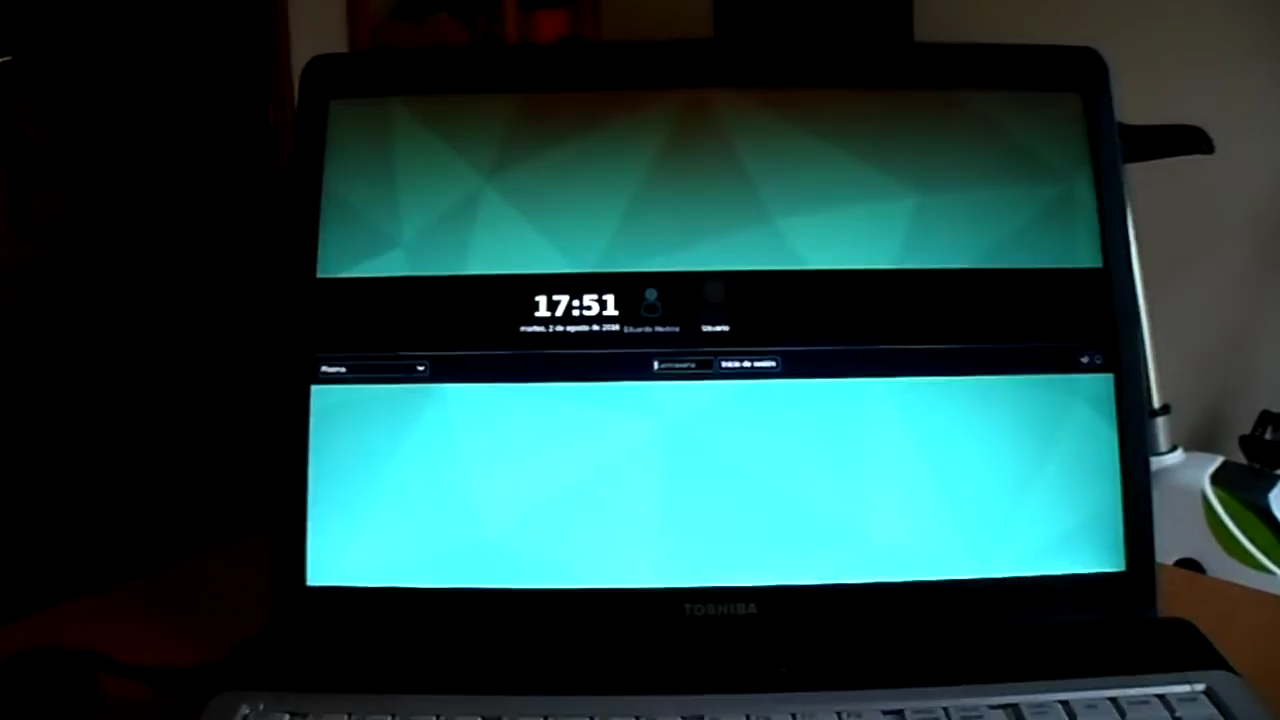 17:51
martes, 2 de agosto de 2016
Eduardo Medina
Usuario
Plasma
Contraseña
Inicio de sesión
TOSHIBA